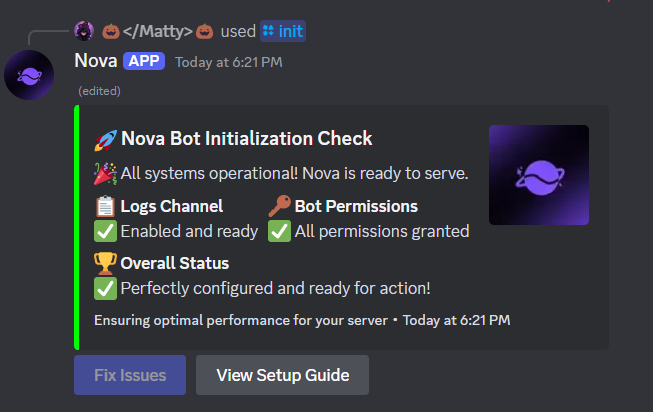 🎃</Matty>🎃 used init
Nova APP Today at 6:21 PM
(edited)
🚀 Nova Bot Initialization Check
🎉 All systems operational! Nova is ready to serve.
📋 Logs Channel 🔑 Bot Permissions
✅ Enabled and ready ✅ All permissions granted
🏆 Overall Status
✅ Perfectly configured and ready for action!
Ensuring optimal performance for your server • Today at 6:21 PM
Fix Issues View Setup Guide